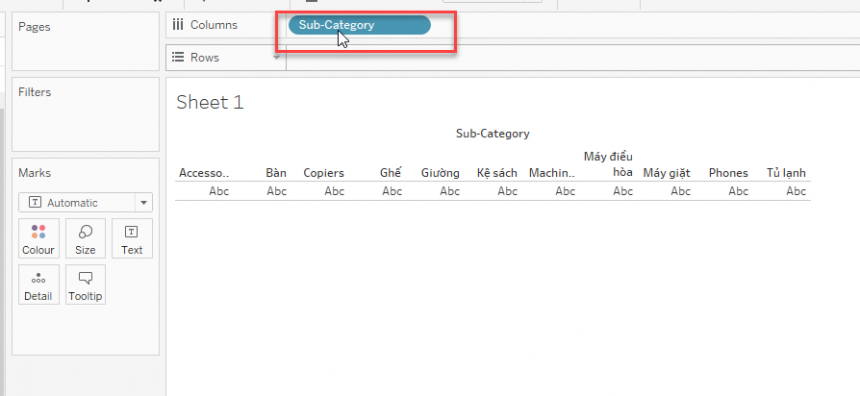 Pages
Columns
Sub-Category
Rows
Filters
Sheet 1
Sub-Category
Accesso.. Bàn Copiers Ghế Giường Kệ sách Machin.. Máy điều hòa Máy giặt Phones Tủ lạnh
Abc Abc Abc Abc Abc Abc Abc Abc Abc Abc Abc
Marks
T Automatic
Colour Size Text
Detail Tooltip